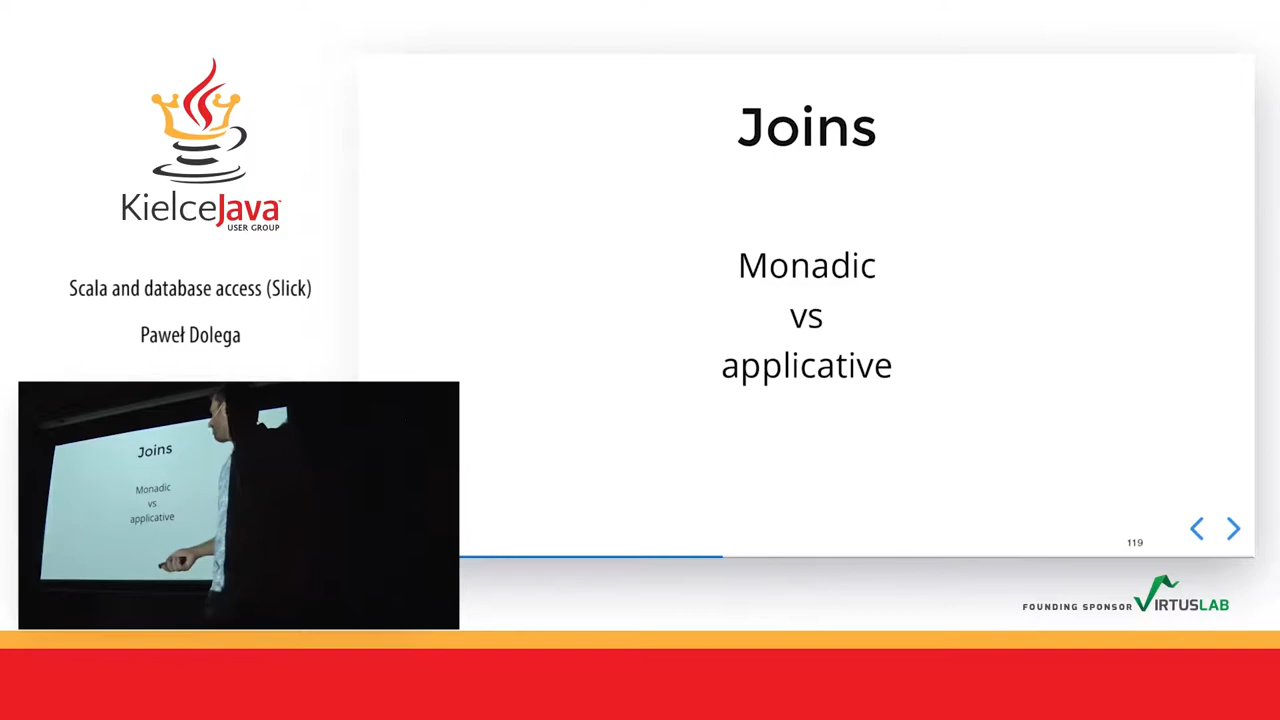 KielceJava
USER GROUP
Scala and database access (Slick)
Paweł Dolega
Joins
Monadic
vs
applicative
119
FOUNDING SPONSOR VIRTUSLAB
Joins
Monadic
vs
applicative